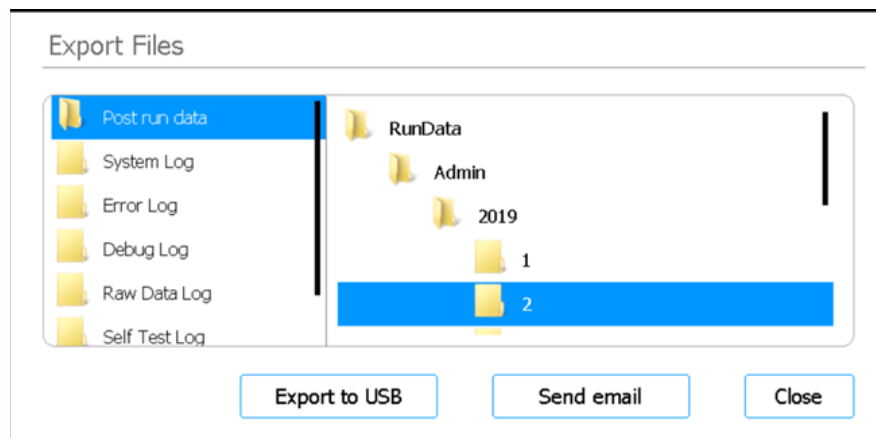 Export Files
Post run data
System Log
Error Log
Debug Log
Raw Data Log
Self Test Log
RunData
Admin
2019
1
2
Export to USB
Send email
Close